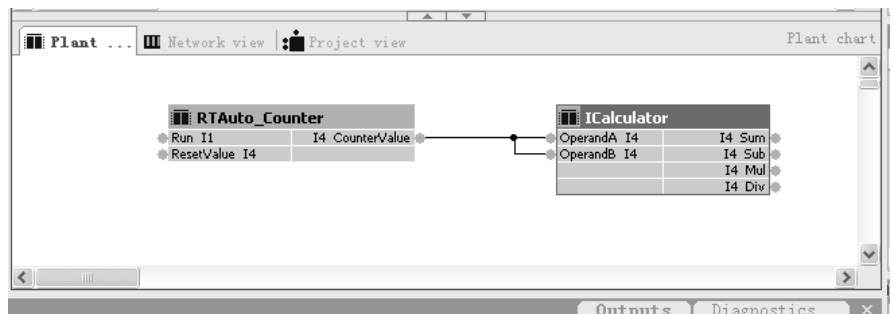 Plant ... Network view Project view Plant chart
RTAuto_Counter ICalculator
Run I1 I4 CounterValue OperandA I4 I4 Sum
ResetValue I4 OperandB I4 I4 Sub
I4 Mul
I4 Div
Outputs Diagnostics